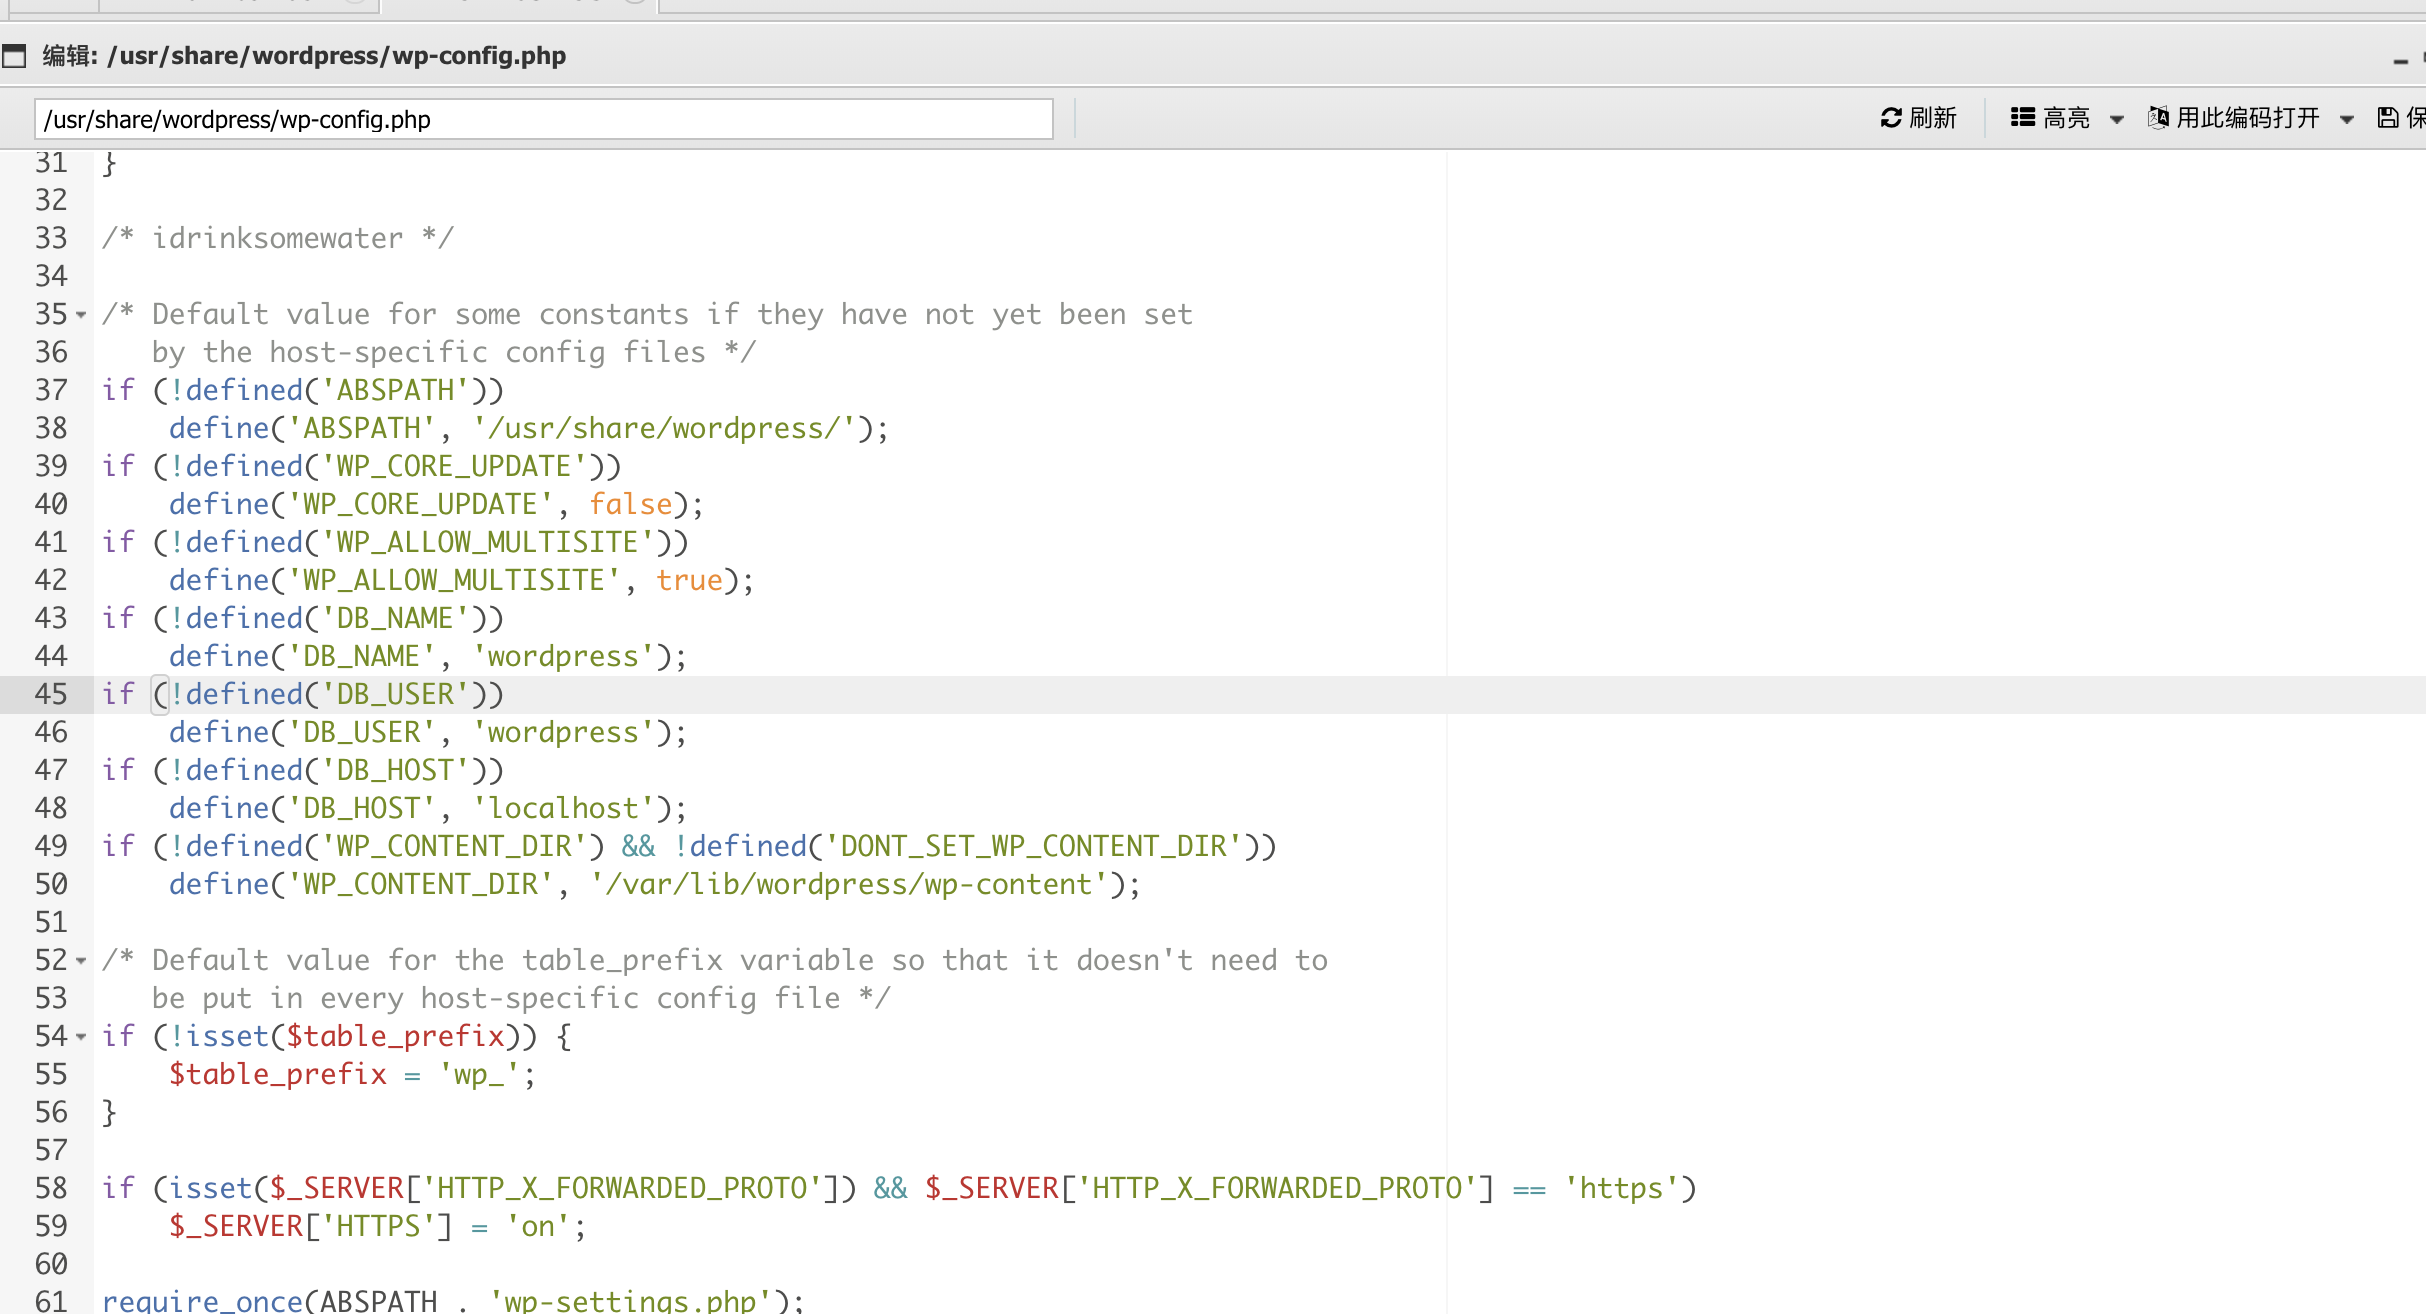 编辑: /usr/share/wordpress/wp-config.php
/usr/share/wordpress/wp-config.php 刷新 高亮 用此编码打开
31 }
32
33 /* idrinksomewater */
34
35 /* Default value for some constants if they have not yet been set
36    by the host-specific config files */
37 if (!defined('ABSPATH'))
38     define('ABSPATH', '/usr/share/wordpress/');
39 if (!defined('WP_CORE_UPDATE'))
40     define('WP_CORE_UPDATE', false);
41 if (!defined('WP_ALLOW_MULTISITE'))
42     define('WP_ALLOW_MULTISITE', true);
43 if (!defined('DB_NAME'))
44     define('DB_NAME', 'wordpress');
45 if (!defined('DB_USER'))
46     define('DB_USER', 'wordpress');
47 if (!defined('DB_HOST'))
48     define('DB_HOST', 'localhost');
49 if (!defined('WP_CONTENT_DIR') && !defined('DONT_SET_WP_CONTENT_DIR'))
50     define('WP_CONTENT_DIR', '/var/lib/wordpress/wp-content');
51
52 /* Default value for the table_prefix variable so that it doesn't need to
53    be put in every host-specific config file */
54 if (!isset($table_prefix)) {
55     $table_prefix = 'wp_';
56 }
57
58 if (isset($_SERVER['HTTP_X_FORWARDED_PROTO']) && $_SERVER['HTTP_X_FORWARDED_PROTO'] == 'https')
59     $_SERVER['HTTPS'] = 'on';
60
61 require_once(ABSPATH . 'wp-settings.php');